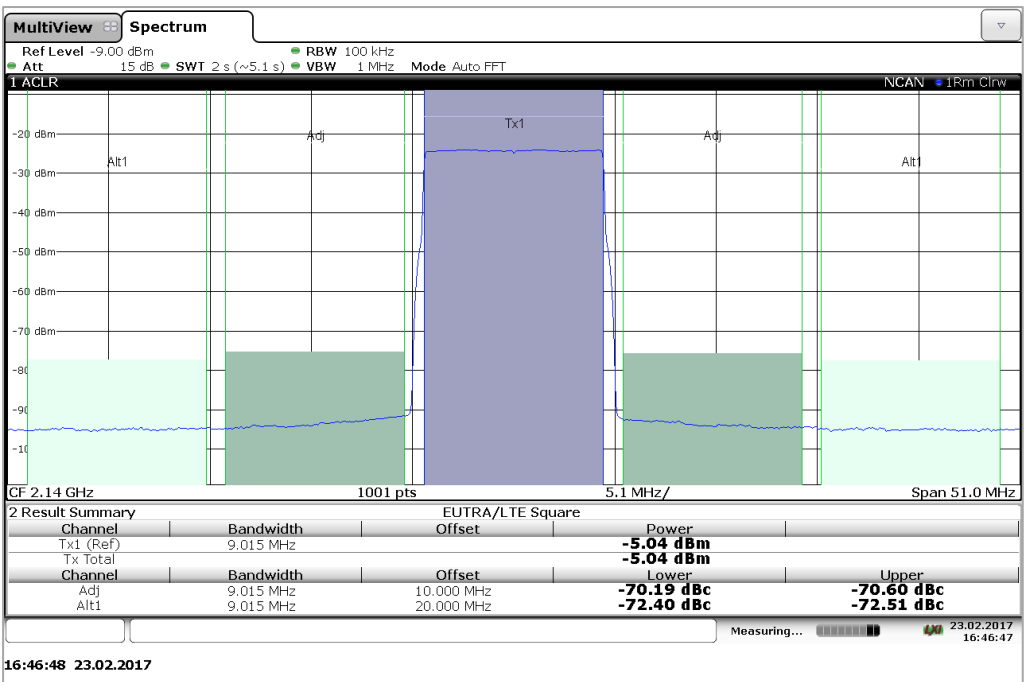 MultiView Spectrum
Ref Level -9.00 dBm RBW 100 kHz
Att 15 dB SWT 2 s (~5.1 s) VBW 1 MHz Mode Auto FFT
1 ACLR NCAN 1Rm Clrw
Tx1
-20 dBm Adj Adj
Alt1 Alt1
-30 dBm
-40 dBm
-50 dBm
-60 dBm
-70 dBm
-80
-90
-10
CF 2.14 GHz 1001 pts 5.1 MHz/ Span 51.0 MHz
2 Result Summary EUTRA/LTE Square
Channel Bandwidth Offset Power
Tx1 (Ref) 9.015 MHz -5.04 dBm
Tx Total -5.04 dBm
Channel Bandwidth Offset Lower Upper
Adj 9.015 MHz 10.000 MHz -70.19 dBc -70.60 dBc
Alt1 9.015 MHz 20.000 MHz -72.40 dBc -72.51 dBc
Measuring... LXI 23.02.2017
16:46:47
16:46:48 23.02.2017